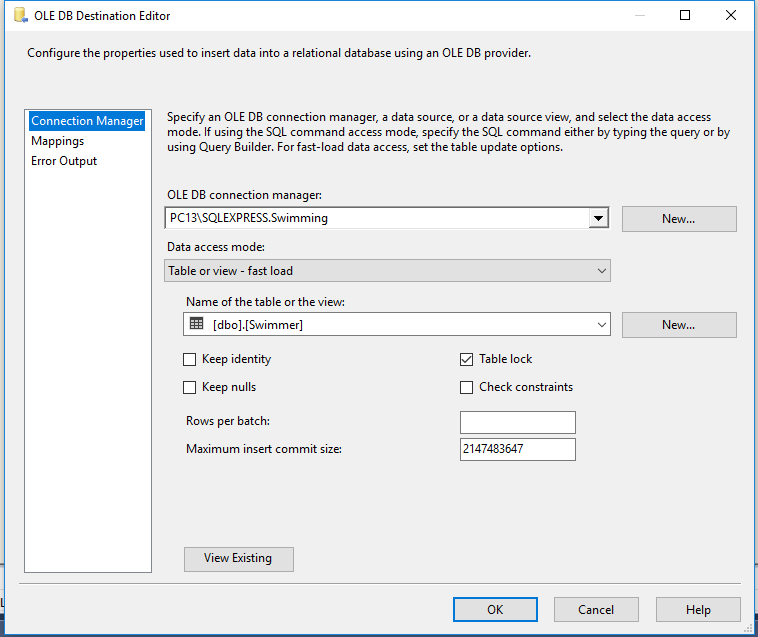 OLE DB Destination Editor
Configure the properties used to insert data into a relational database using an OLE DB provider.
Connection Manager
Mappings
Error Output
Specify an OLE DB connection manager, a data source, or a data source view, and select the data access
mode. If using the SQL command access mode, specify the SQL command either by typing the query or by
using Query Builder. For fast-load data access, set the table update options.
OLE DB connection manager:
PC13\SQLEXPRESS.Swimming
New...
Data access mode:
Table or view - fast load
Name of the table or the view:
[dbo].[Swimmer]
New...
Keep identity
Table lock
Keep nulls
Check constraints
Rows per batch:
Maximum insert commit size:
2147483647
View Existing
OK
Cancel
Help